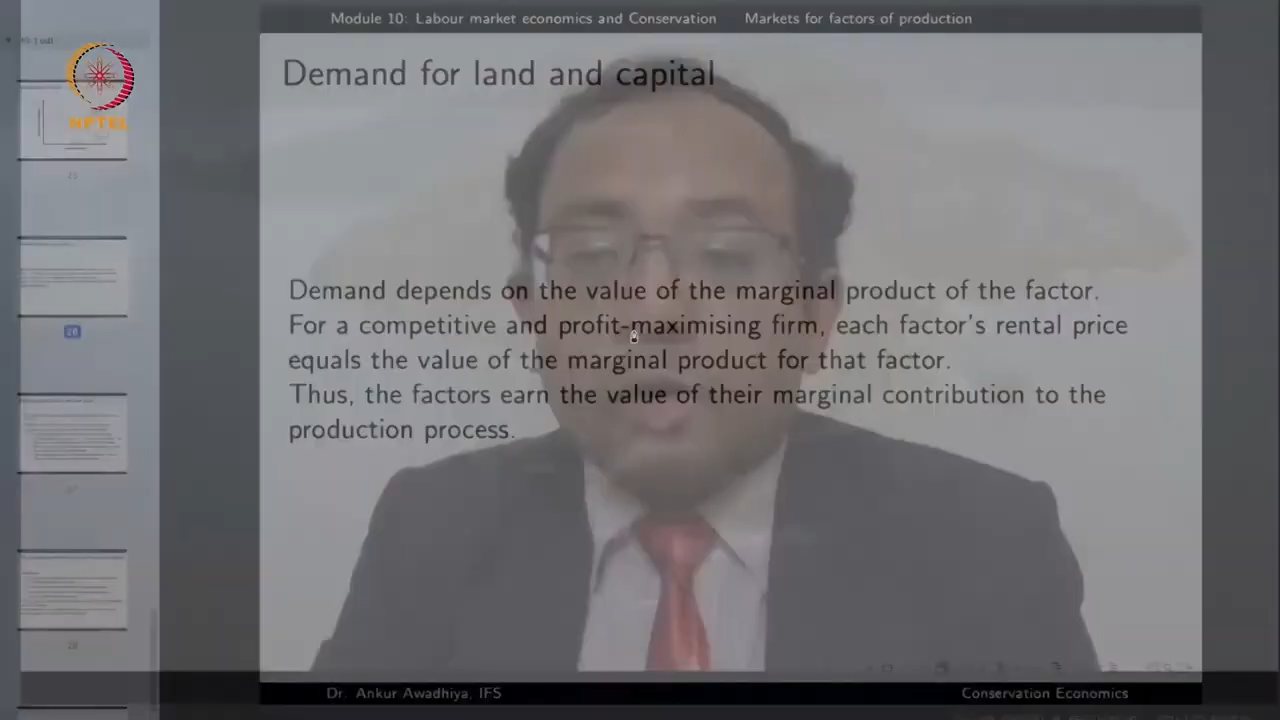 Module 10: Labour market economics and Conservation Markets for factors of production
NPTEL
Demand for land and capital
Demand depends on the value of the marginal product of the factor.
For a competitive and profit-maximising firm, each factor's rental price
equals the value of the marginal product for that factor.
Thus, the factors earn the value of their marginal contribution to the
production process.
26
Dr. Ankur Awadhiya, IFS Conservation Economics